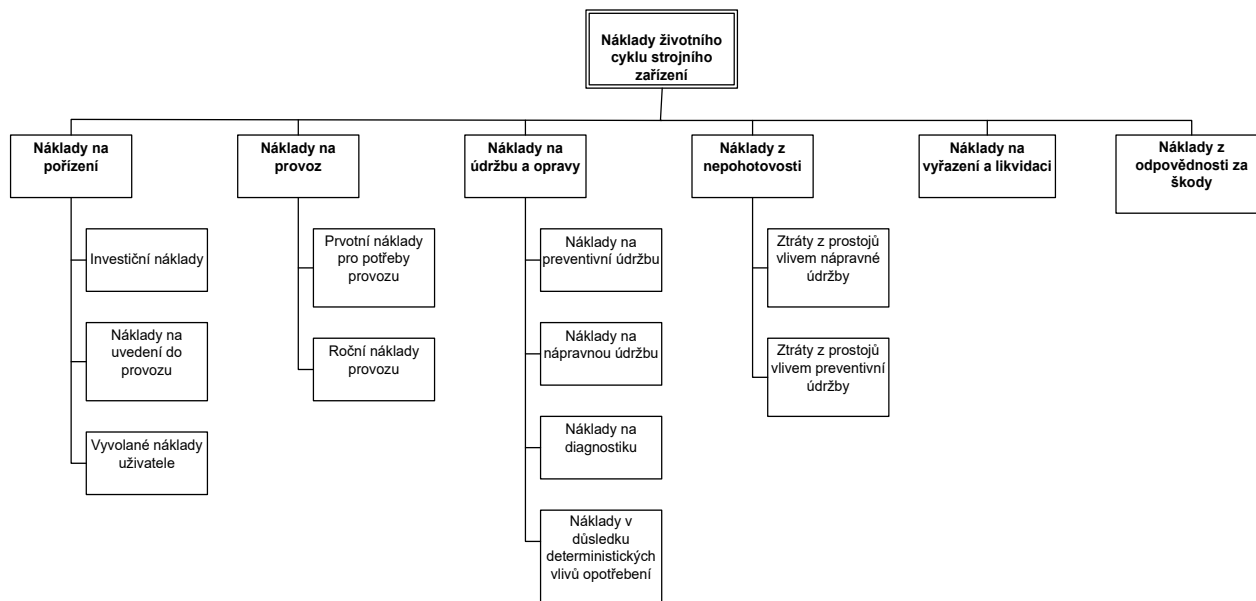 Náklady životního
cyklu strojního
zařízení
Náklady na
pořízení
Náklady na
provoz
Náklady na
údržbu a opravy
Náklady z
nepohotovosti
Náklady na
vyřazení a likvidaci
Náklady z
odpovědnosti za
škody
Investiční náklady
Náklady na
uvedení do
provozu
Vyvolané náklady
uživatele
Prvotní náklady
pro potřeby
provozu
Roční náklady
provozu
Náklady na
preventivní údržbu
Náklady na
nápravnou údržbu
Náklady na
diagnostiku
Náklady v
důsledku
deterministických
vlivů opotřebení
Ztráty z prostojů
vlivem nápravné
údržby
Ztráty z prostojů
vlivem preventivní
údržby